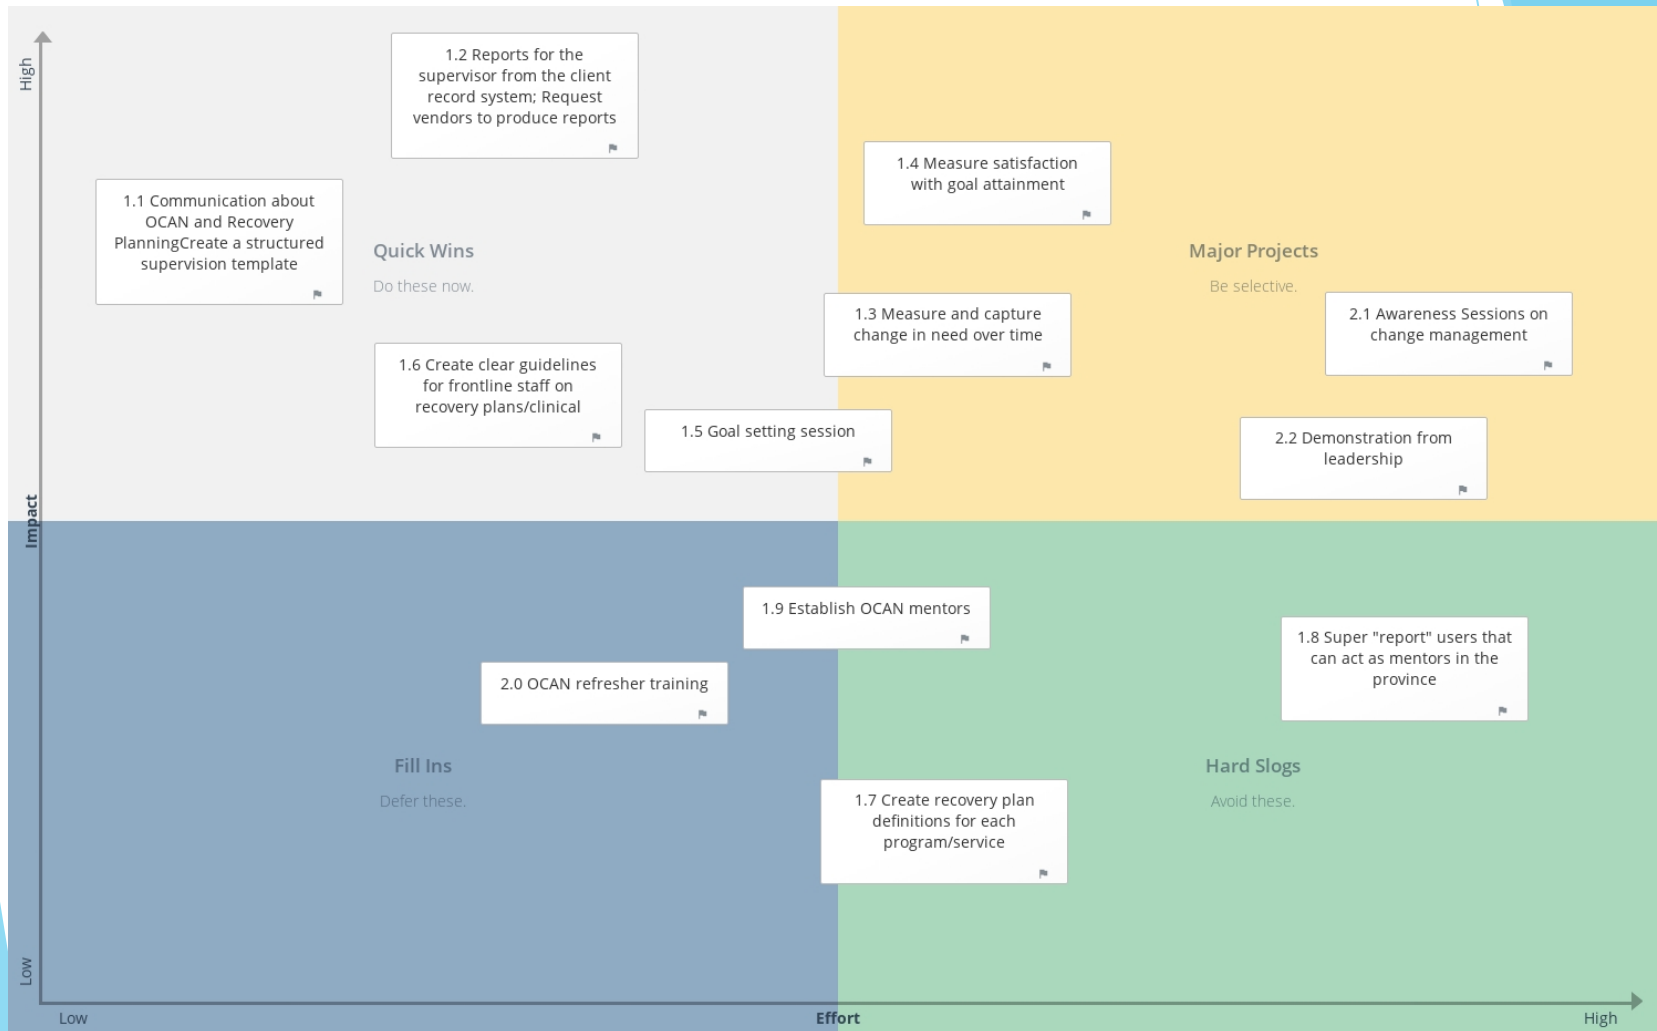 High
1.2 Reports for the
supervisor from the client
record system; Request
vendors to produce reports
1.4 Measure satisfaction
with goal attainment
1.1 Communication about
OCAN and Recovery
PlanningCreate a structured
supervision template
Quick Wins
Do these now.
Major Projects
Be selective.
1.3 Measure and capture
change in need over time
2.1 Awareness Sessions on
change management
1.6 Create clear guidelines
for frontline staff on
recovery plans/clinical
1.5 Goal setting session
2.2 Demonstration from
leadership
Impact
1.9 Establish OCAN mentors
1.8 Super "report" users that
can act as mentors in the
province
2.0 OCAN refresher training
Fill Ins
Defer these.
Hard Slogs
Avoid these.
1.7 Create recovery plan
definitions for each
program/service
Low
Low
Effort
High